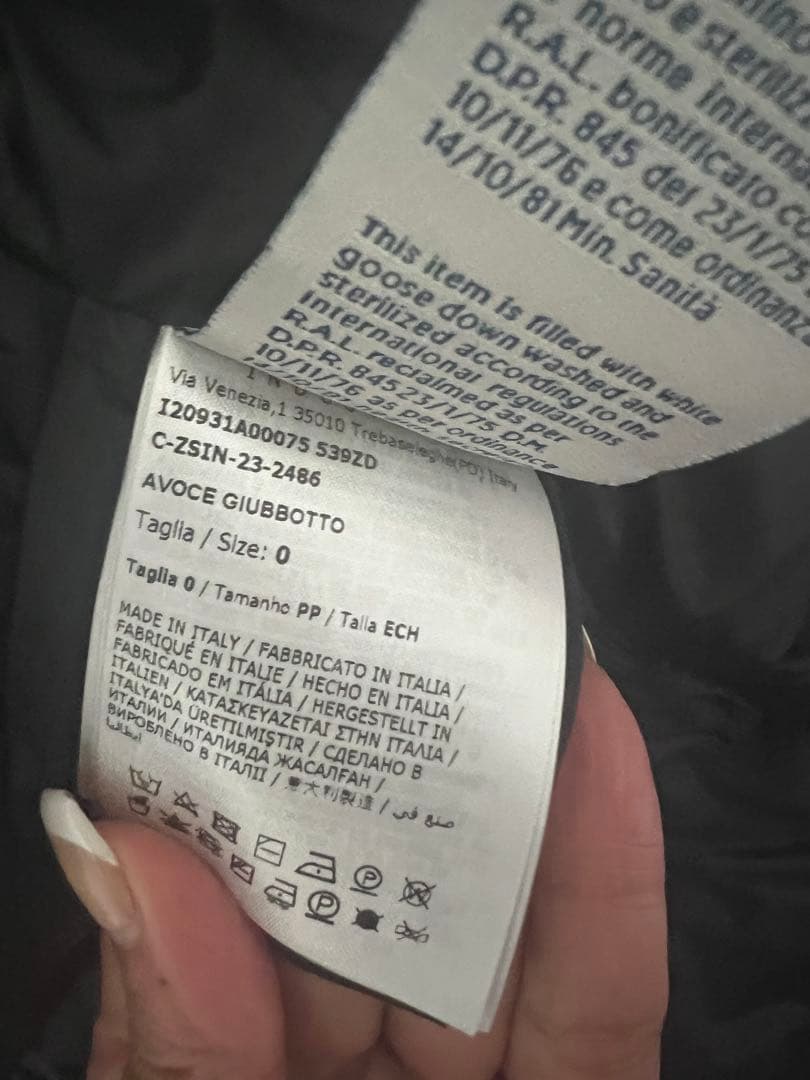 norme interna
R.A.L. bonificato co
D.P.R. 845 del 23/1/75
10/11/76 e come ordinanza
14/10/81 Min. Sanità
This item is filled with white
goose down washed and
sterilized according to the
international regulations
R.A.L. reclaimed as per
D.P.R. 845 23/1/75 D.M.
10/11/76 as per ordinance
Via Venezia,1 35010 Trebaseleghe(PD) Italy
I20931A00075 539ZD
C-ZSIN-23-2486
AVOCE GIUBBOTTO
Taglia / Size: 0
Taglia 0 / Tamanho PP / Talla ECH
MADE IN ITALY / FABBRICATO IN ITALIA /
FABRIQUÉ EN ITALIE / HECHO EN ITALIA /
FABRICADO EM ITÁLIA / HERGESTELLT IN
ITALIEN / ΚΑΤΑΣΚΕΥΑΖΕΤΑΙ ΣΤΗΝ ΙΤΑΛΙΑ /
ITALYA'DA ÜRETILMIŞTIR / СДЕЛАНО В
ИТАЛИИ / ИТАЛИЯДА ЖАСАЛҒАН /
ВИРОБЛЕНО В ІТАЛІЇ / 意大利製造 / صنع في
إيطاليا